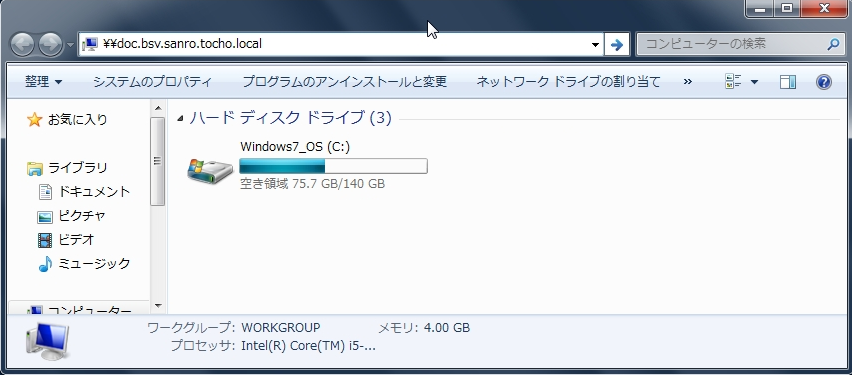 ¥¥doc.bsv.sanro.tocho.local
コンピューターの検索
整理
システムのプロパティ
プログラムのアンインストールと変更
ネットワーク ドライブの割り当て
»
お気に入り
ライブラリ
ドキュメント
ピクチャ
ビデオ
ミュージック
コンピューター
ハード ディスク ドライブ (3)
Windows7_OS (C:)
空き領域 75.7 GB/140 GB
ワークグループ: WORKGROUP
メモリ: 4.00 GB
プロセッサ: Intel(R) Core(TM) i5-...